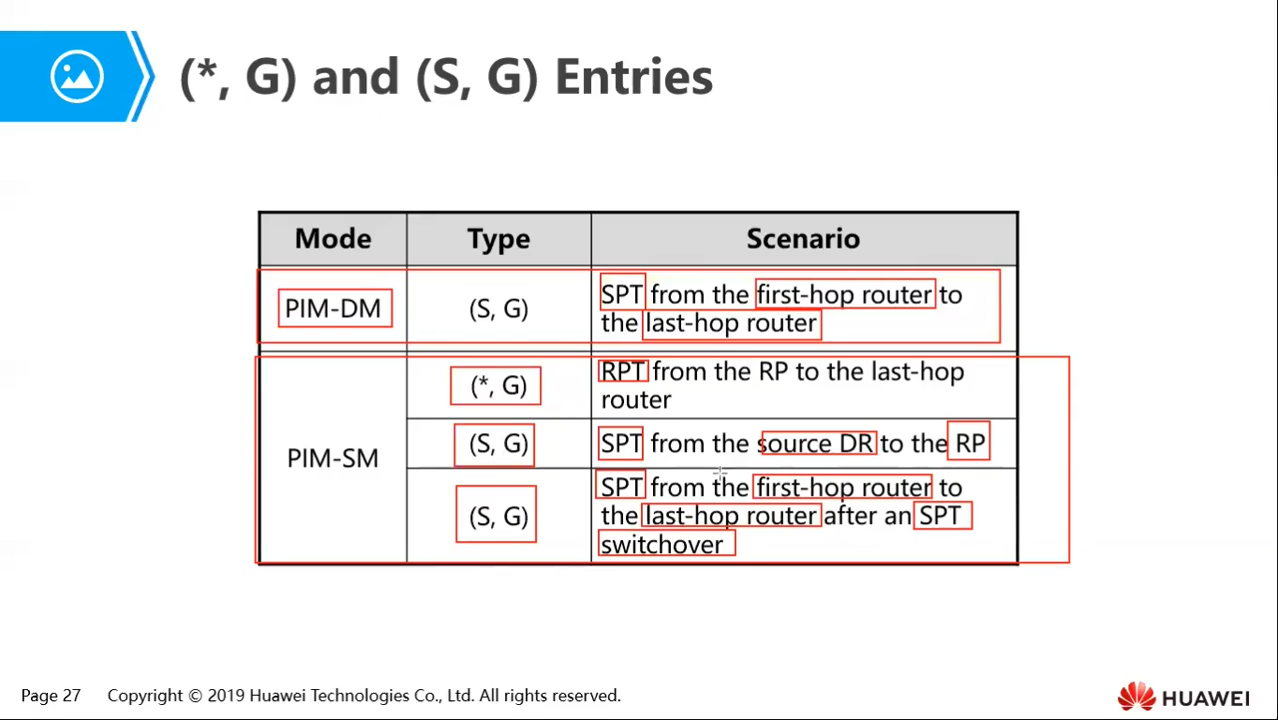 (*, G) and (S, G) Entries
Mode
Type
Scenario
PIM-DM
(S, G)
SPT from the first-hop router to
the last-hop router
PIM-SM
(*, G)
RPT from the RP to the last-hop
router
(S, G)
SPT from the source DR to the RP
(S, G)
SPT from the first-hop router to
the last-hop router after an SPT
switchover
Page 27
Copyright © 2019 Huawei Technologies Co., Ltd. All rights reserved.
HUAWEI